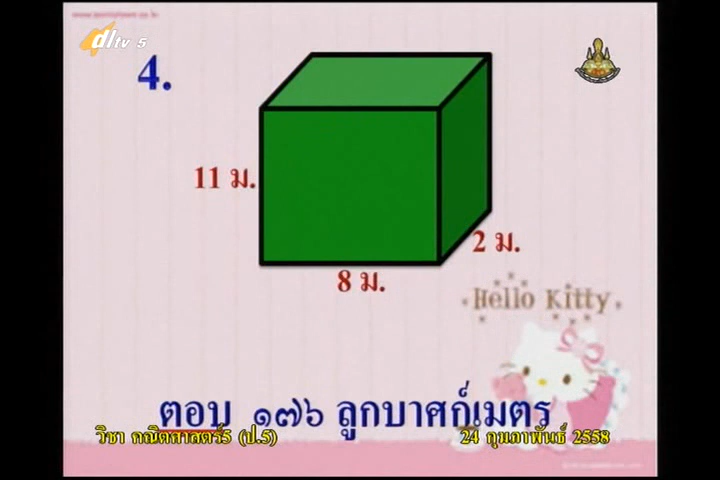 dltv 5
4.
11 ม.
2 ม.
8 ม.
Hello Kitty
ตอบ ๑๗๖ ลูกบาศก์เมตร
วิชา คณิตศาสตร์5 (ป.5)
24 กุมภาพันธ์ 2558